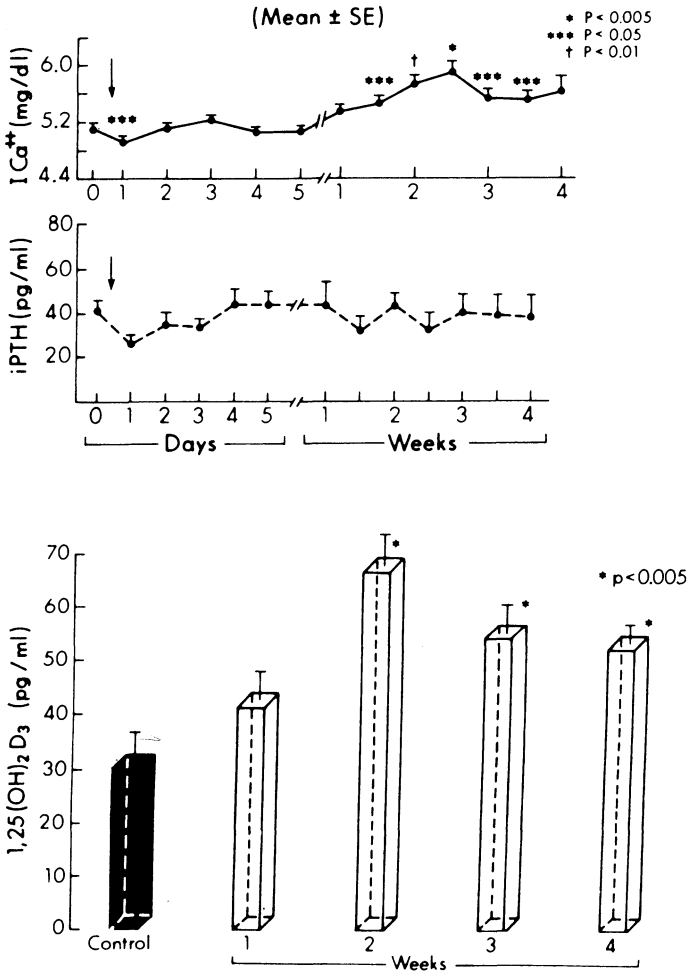 (Mean ± SE)
* P < 0.005
*** P < 0.05
† P < 0.01
I Ca⁺⁺ (mg/dl)
6.0
5.2
4.4
***
***
†
*
***
***
0 1 2 3 4 5 1 2 3 4
iPTH (pg/ml)
80
60
40
20
0 1 2 3 4 5 1 2 3 4
Days Weeks
1,25(OH)₂D₃ (pg/ml)
70
60
50
40
30
20
10
0
*
* p<0.005
*
*
Control 1 2 3 4
Weeks